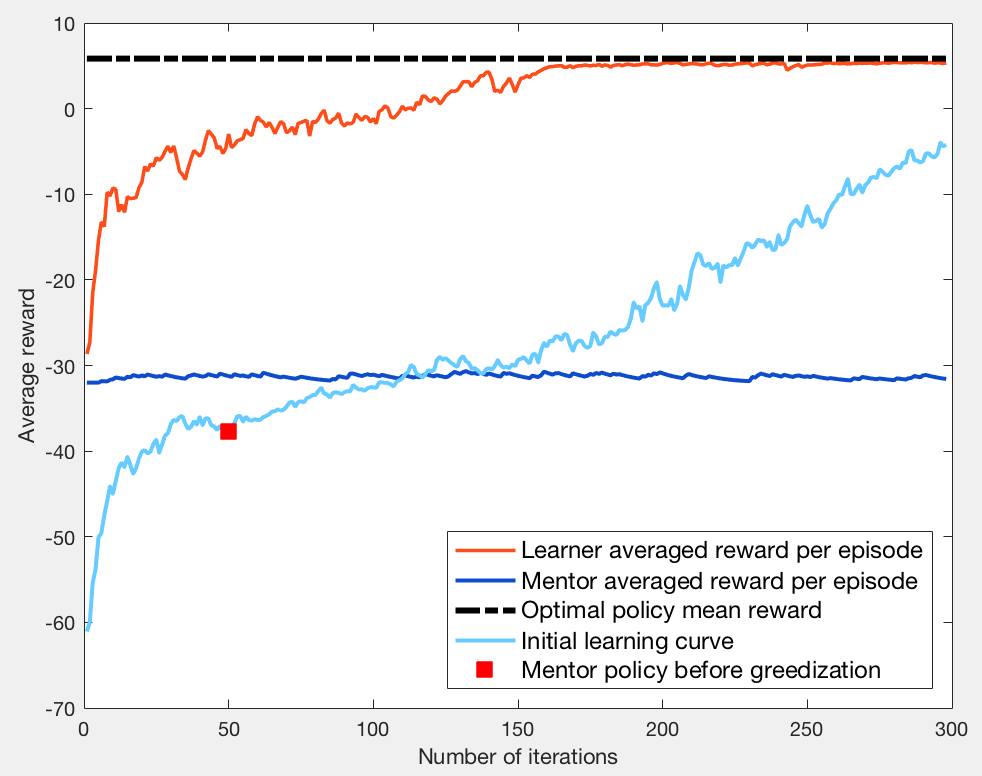 10
0
-10
-20
-30
-40
-50
-60
-70
Average reward
0 50 100 150 200 250 300
Number of iterations
Learner averaged reward per episode
Mentor averaged reward per episode
Optimal policy mean reward
Initial learning curve
Mentor policy before greedization